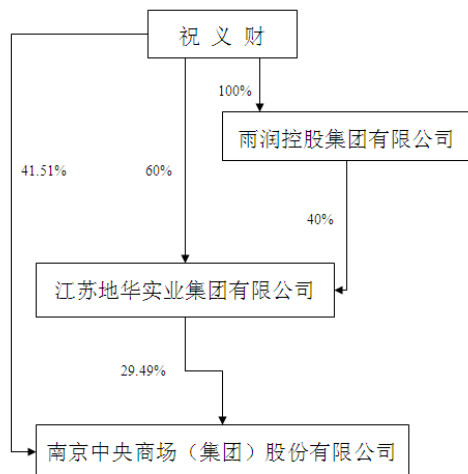 祝 义 财
100%
雨润控股集团有限公司
41.51%
60%
40%
江苏地华实业集团有限公司
29.49%
南京中央商场（集团）股份有限公司